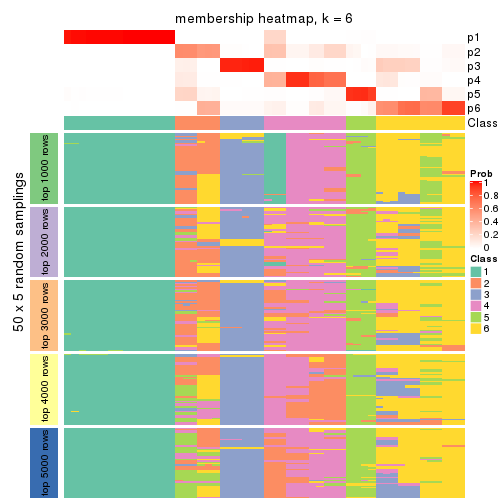 membership heatmap, k = 6
p1
p2
p3
p4
p5
p6
Class
50 x 5 random samplings
top 1000 rows
top 2000 rows
top 3000 rows
top 4000 rows
top 5000 rows
Prob
1
0.8
0.6
0.4
0.2
0
Class
1
2
3
4
5
6